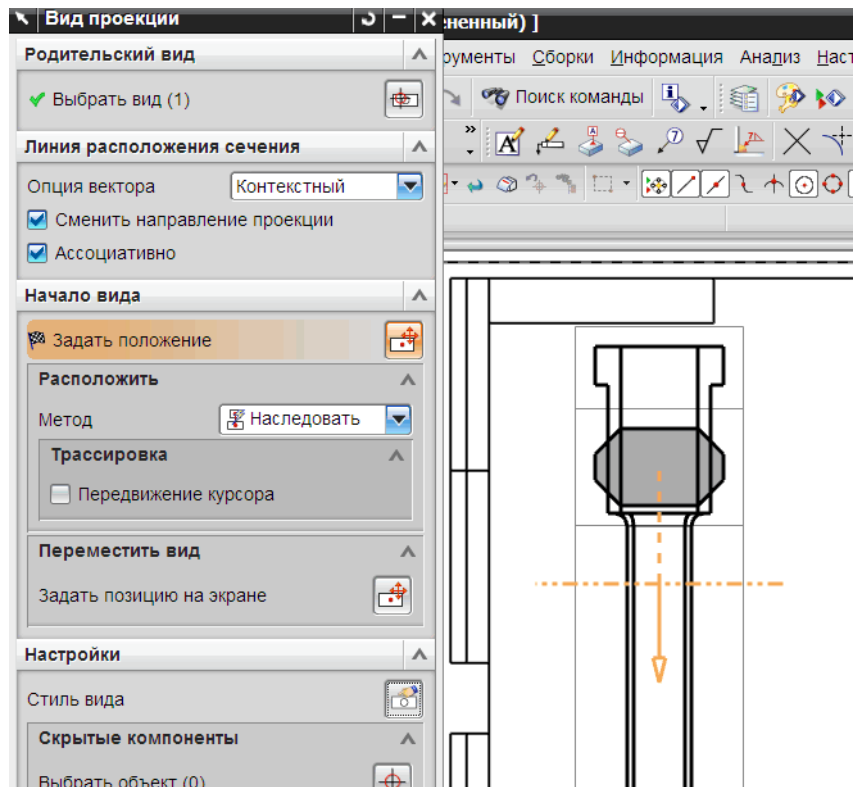 Вид проекции
ененный) ]
Родительский вид
рументы Сборки Информация Анализ Наст
Выбрать вид (1)
Поиск команды
Линия расположения сечения
Опция вектора Контекстный
Сменить направление проекции
Ассоциативно
Начало вида
Задать положение
Расположить
Метод Наследовать
Трассировка
Передвижение курсора
Переместить вид
Задать позицию на экране
Настройки
Стиль вида
Скрытые компоненты
Выбрать объект (0)